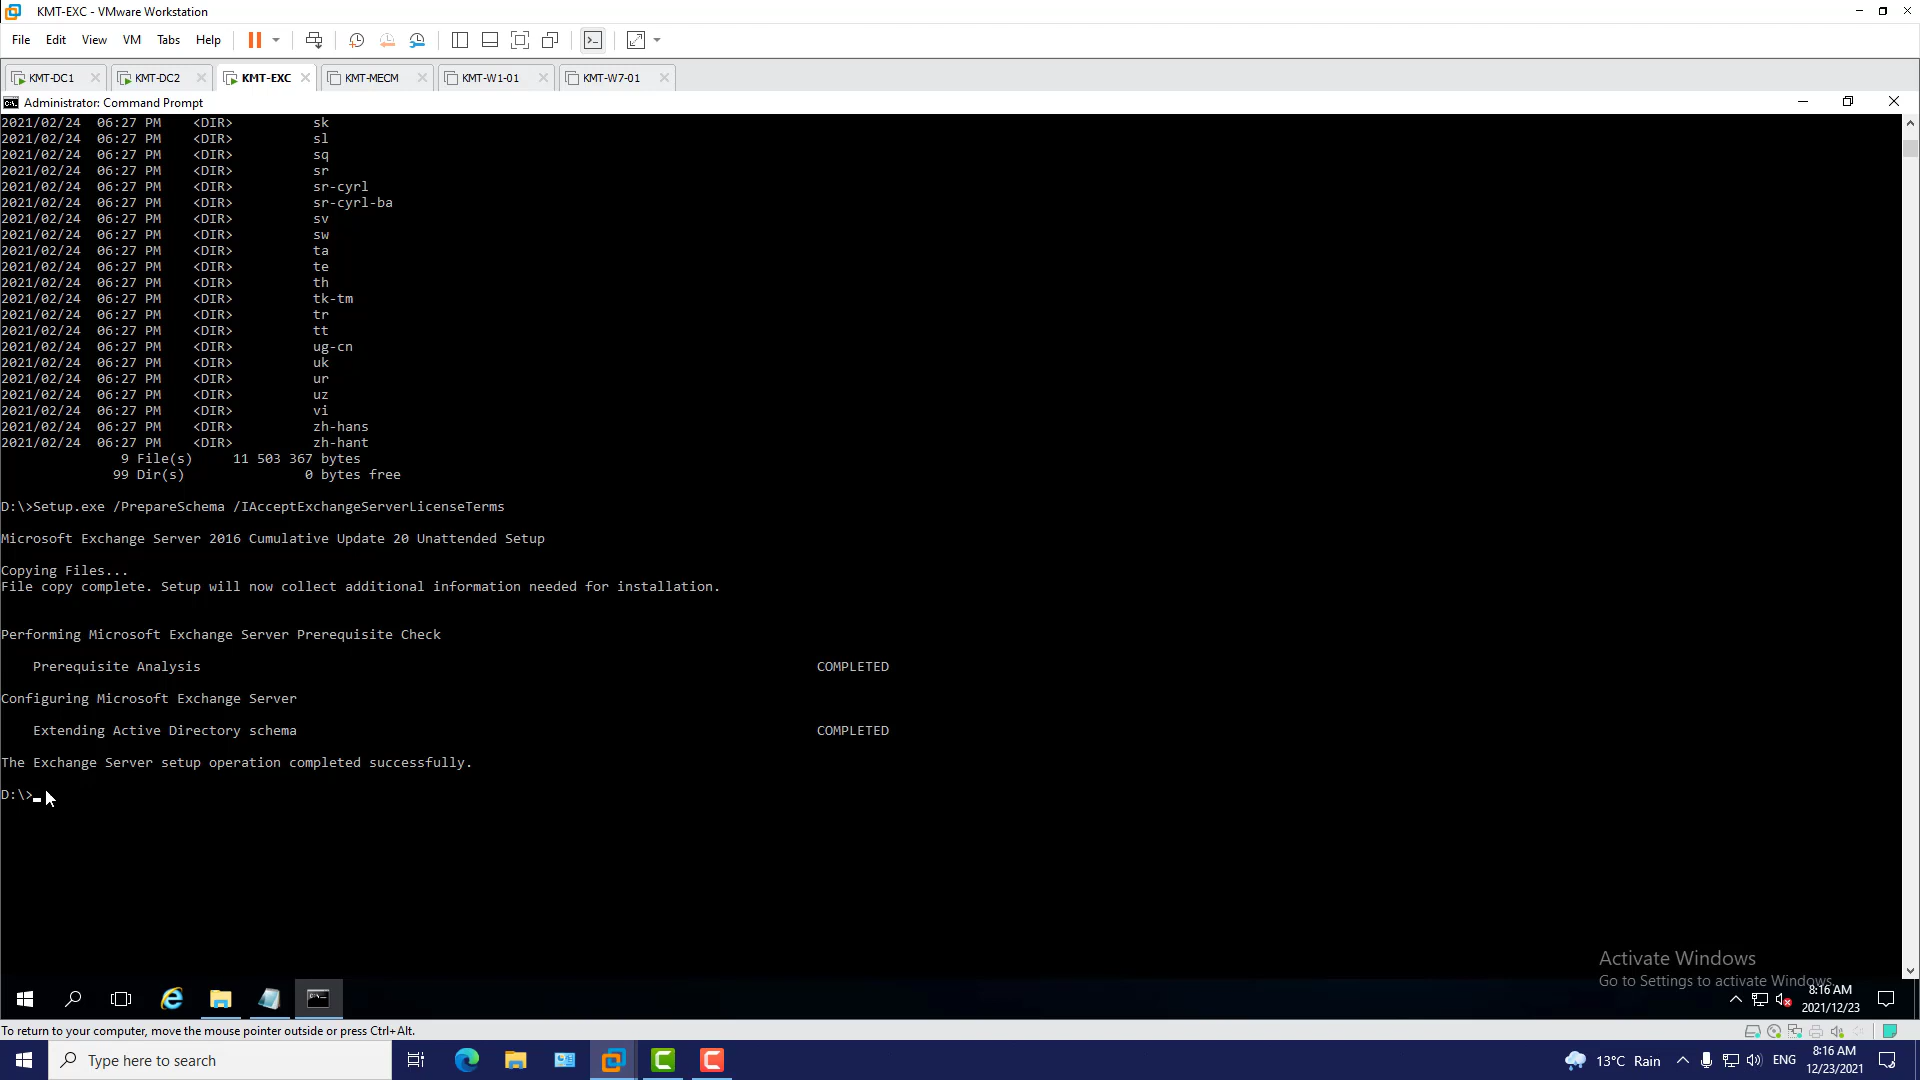 KMT-EXC - VMware Workstation
File Edit View VM Tabs Help
KMT-DC1 KMT-DC2 KMT-EXC KMT-MECM KMT-W1-01 KMT-W7-01
Administrator: Command Prompt
2021/02/24  06:27 PM    <DIR>          sk
2021/02/24  06:27 PM    <DIR>          sl
2021/02/24  06:27 PM    <DIR>          sq
2021/02/24  06:27 PM    <DIR>          sr
2021/02/24  06:27 PM    <DIR>          sr-cyrl
2021/02/24  06:27 PM    <DIR>          sr-cyrl-ba
2021/02/24  06:27 PM    <DIR>          sv
2021/02/24  06:27 PM    <DIR>          sw
2021/02/24  06:27 PM    <DIR>          ta
2021/02/24  06:27 PM    <DIR>          te
2021/02/24  06:27 PM    <DIR>          th
2021/02/24  06:27 PM    <DIR>          tk-tm
2021/02/24  06:27 PM    <DIR>          tr
2021/02/24  06:27 PM    <DIR>          tt
2021/02/24  06:27 PM    <DIR>          ug-cn
2021/02/24  06:27 PM    <DIR>          uk
2021/02/24  06:27 PM    <DIR>          ur
2021/02/24  06:27 PM    <DIR>          uz
2021/02/24  06:27 PM    <DIR>          vi
2021/02/24  06:27 PM    <DIR>          zh-hans
2021/02/24  06:27 PM    <DIR>          zh-hant
9 File(s)     11 503 367 bytes
99 Dir(s)               0 bytes free
D:\>Setup.exe /PrepareSchema /IAcceptExchangeServerLicenseTerms
Microsoft Exchange Server 2016 Cumulative Update 20 Unattended Setup
Copying Files...
File copy complete. Setup will now collect additional information needed for installation.
Performing Microsoft Exchange Server Prerequisite Check
Prerequisite Analysis COMPLETED
Configuring Microsoft Exchange Server
Extending Active Directory schema COMPLETED
The Exchange Server setup operation completed successfully.
D:\>
Activate Windows
Go to Settings to activate Windows.
8:16 AM
2021/12/23
To return to your computer, move the mouse pointer outside or press Ctrl+Alt.
Type here to search
13°C Rain
ENG
8:16 AM
12/23/2021